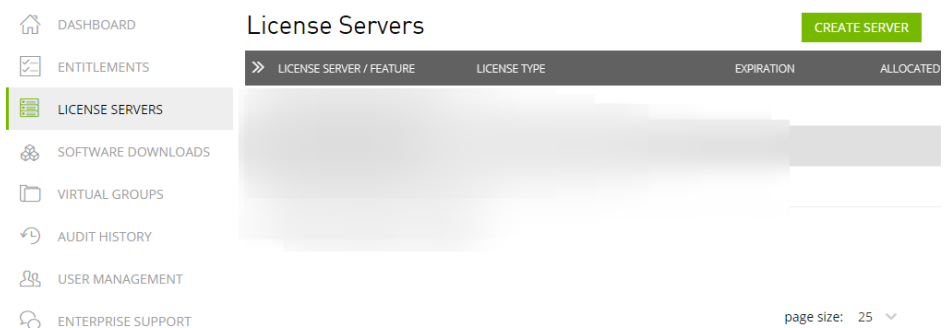 DASHBOARD
ENTITLEMENTS
LICENSE SERVERS
SOFTWARE DOWNLOADS
VIRTUAL GROUPS
AUDIT HISTORY
USER MANAGEMENT
ENTERPRISE SUPPORT
License Servers
CREATE SERVER
LICENSE SERVER / FEATURE LICENSE TYPE EXPIRATION ALLOCATED
page size: 25